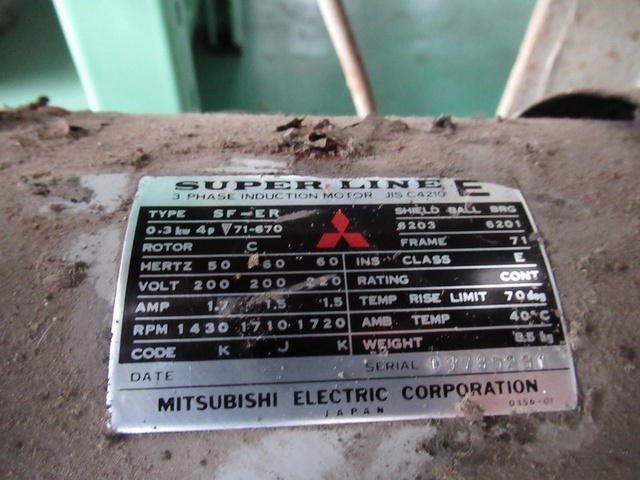 SUPER LINE E
3 PHASE INDUCTION MOTOR JIS C4210
TYPE SF-ER
SHIELD BALL BRG
0.3 kw 4p 71-670
6203 6201
ROTOR C
FRAME 71
HERTZ 50 60 60
INS CLASS E
VOLT 200 200 220
RATING CONT
AMP 1.7 1.5 1.5
TEMP RISE LIMIT 70 deg
RPM 1430 1710 1720
AMB TEMP 40°C
CODE K J K
WEIGHT 8.5 kg
DATE
SERIAL
MITSUBISHI ELECTRIC CORPORATION
JAPAN
0356-01